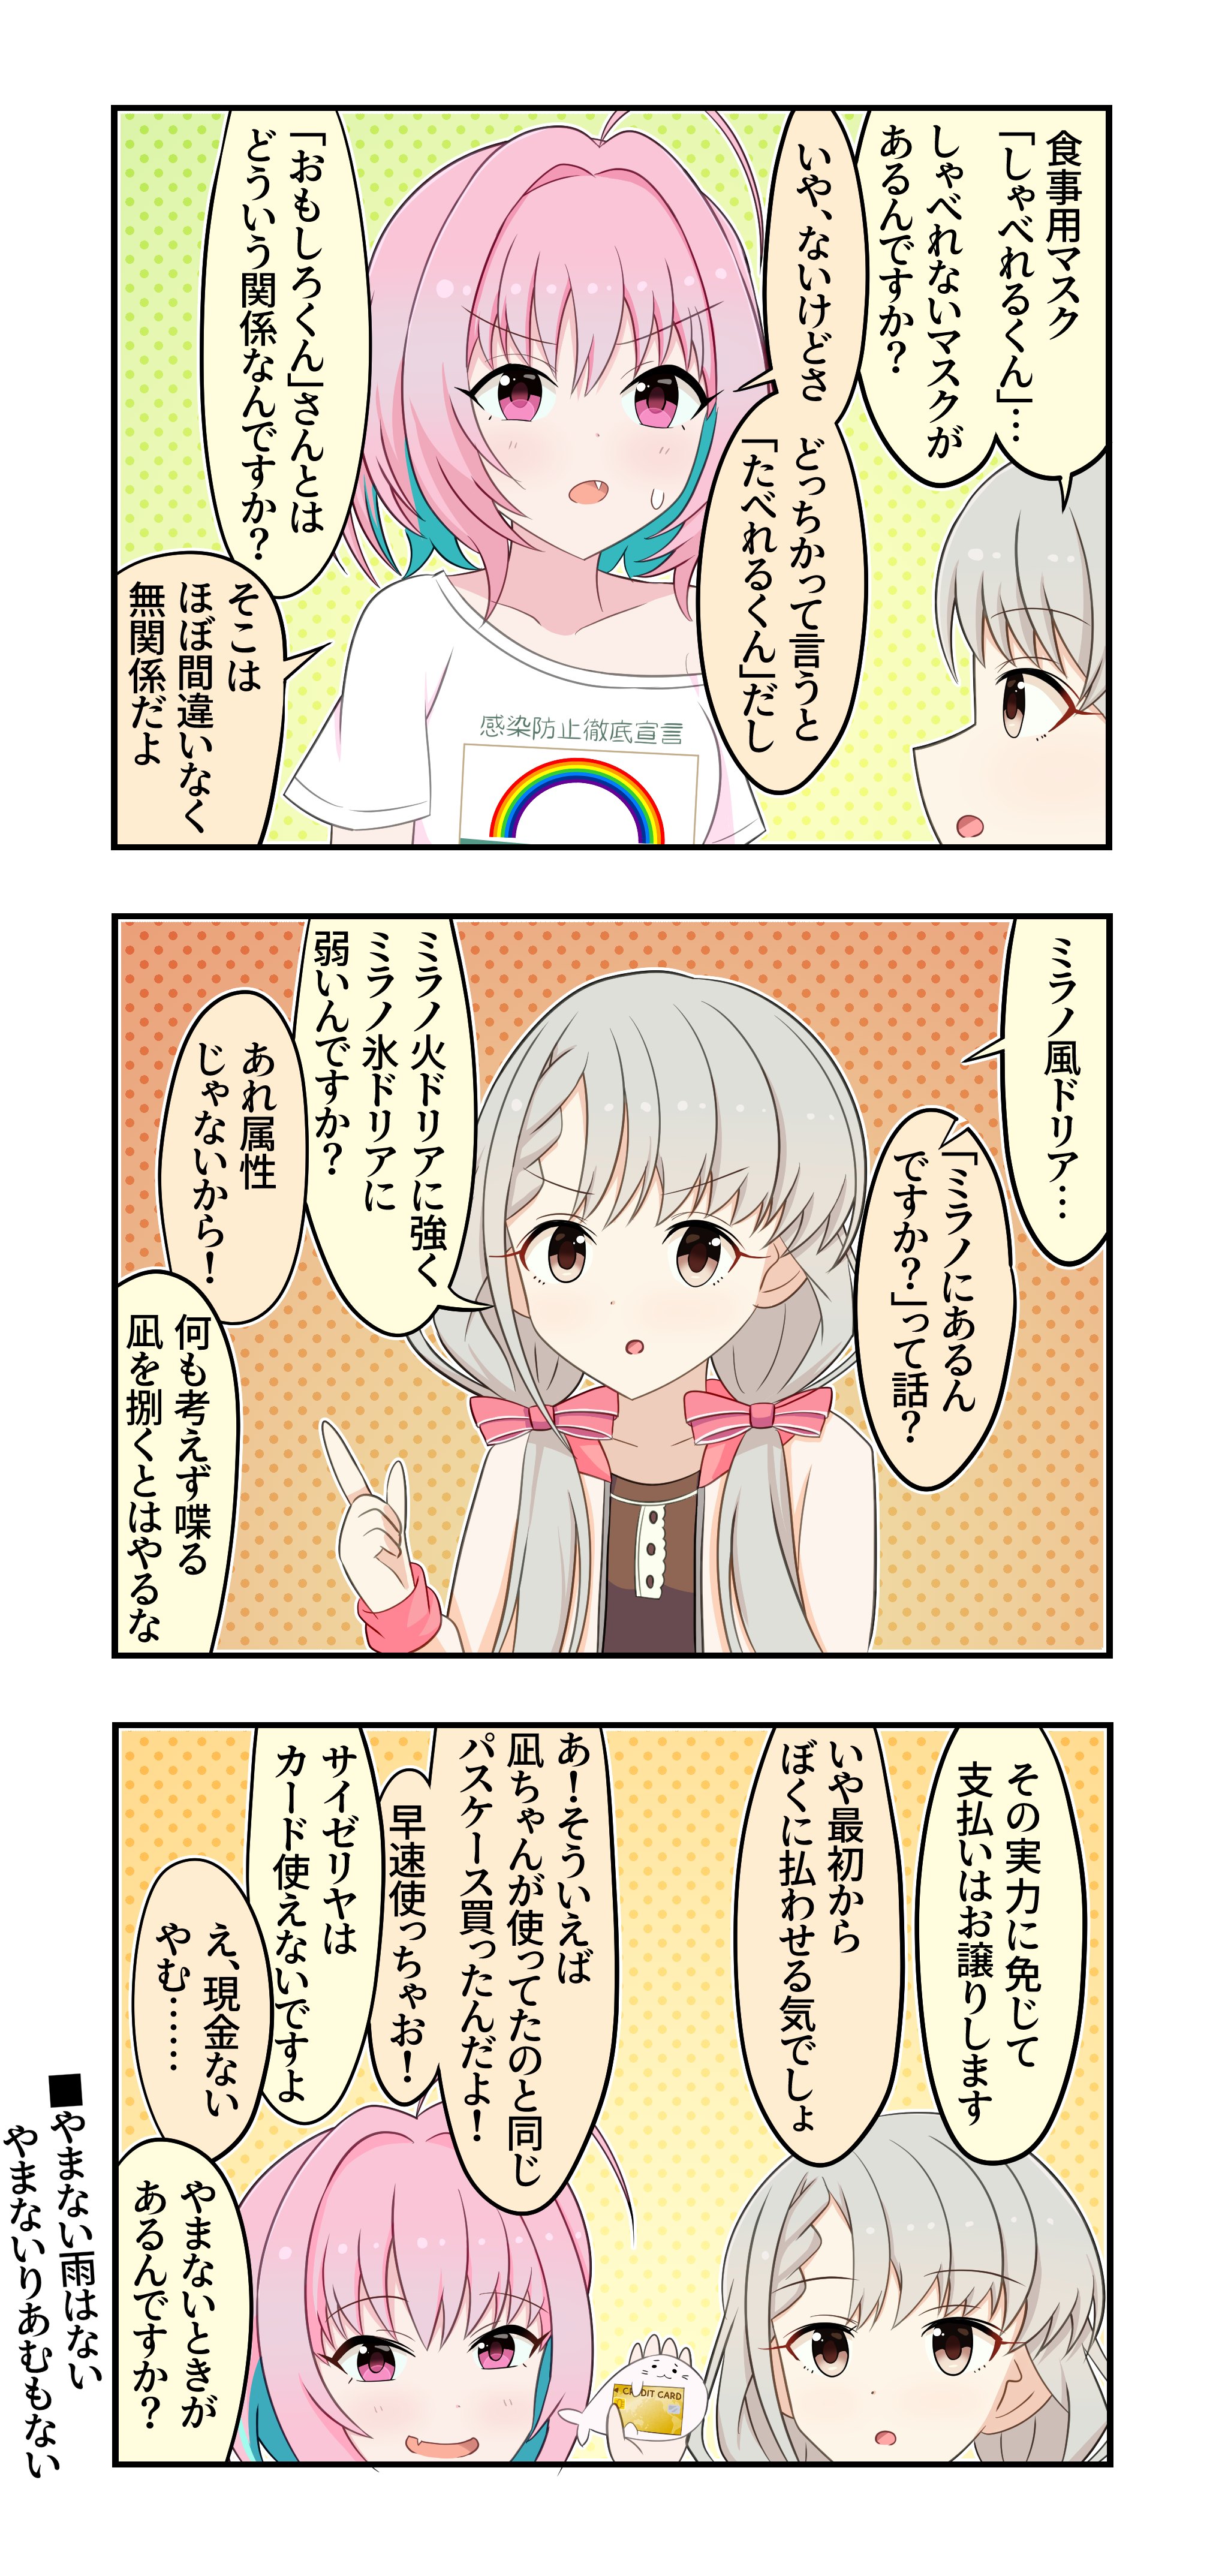 食事用マスク
「しゃべれるくん」…
しゃべれないマスクが
あるんですか？
いや、ないけどさ
どっちかって言うと
「たべれるくん」だし
「おもしろくん」さんとは
どういう関係なんですか？
そこは
ほぼ間違いなく
無関係だよ
感染防止徹底宣言
ミラノ風ドリア…
「ミラノにあるん
ですか？」って話？
ミラノ火ドリアに強く
ミラノ氷ドリアに
弱いんですか？
あれ属性
じゃないから！
何も考えず喋る
凪を捌くとはやるな
その実力に免じて
支払いはお譲りします
いや最初から
ぼくに払わせる気でしょ
あ！そういえば
凪ちゃんが使ってたのと同じ
パスケース買ったんだよ！
早速使っちゃお！
CREDIT CARD
サイゼリヤは
カード使えないですよ
え、現金ない
やむ……
やまないときが
あるんですか？
■やまない雨はない
やまないりあむもない